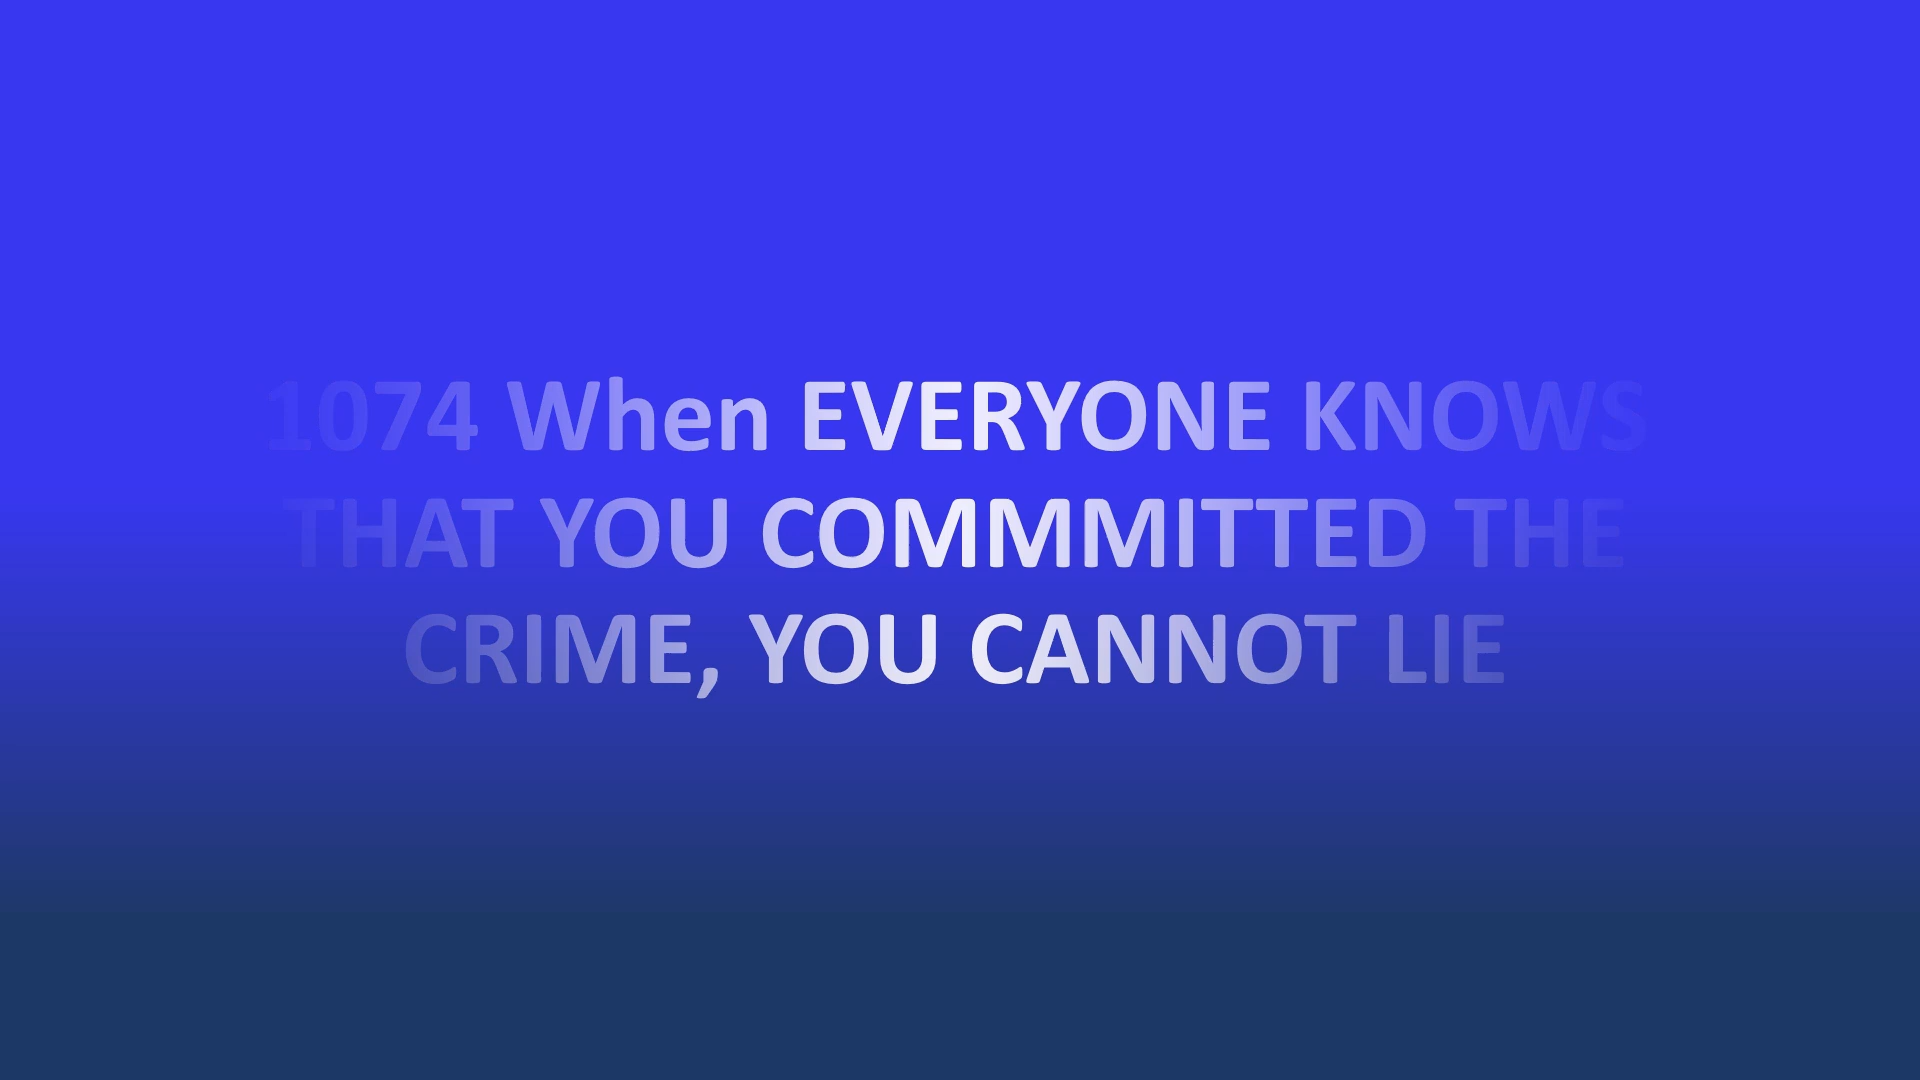 1074 When EVERYONE KNOWS
THAT YOU COMMMITTED THE
CRIME, YOU CANNOT LIE